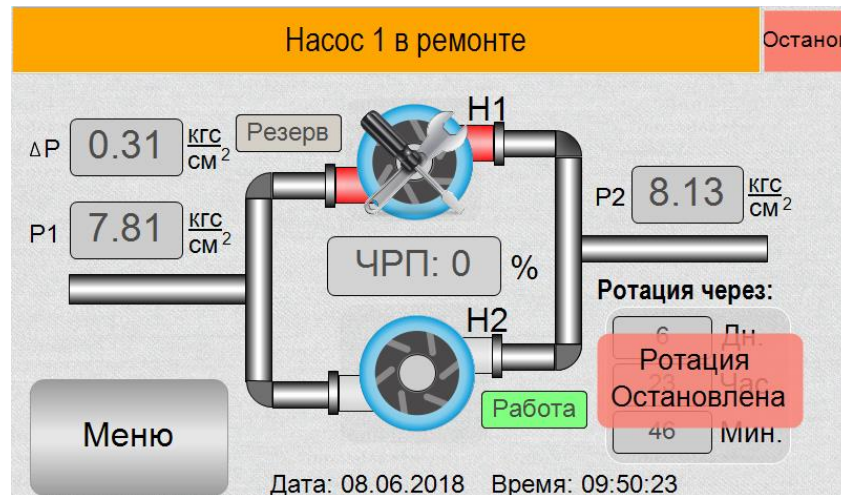 Насос 1 в ремонте
Останов
H1
Резерв
ΔP 0.31 кгс/см²
P1 7.81 кгс/см²
P2 8.13 кгс/см²
ЧРП: 0 %
Ротация через:
H2
6 Дн.
23 Час
46 Мин.
Ротация
Остановлена
Работа
Меню
Дата: 08.06.2018 Время: 09:50:23